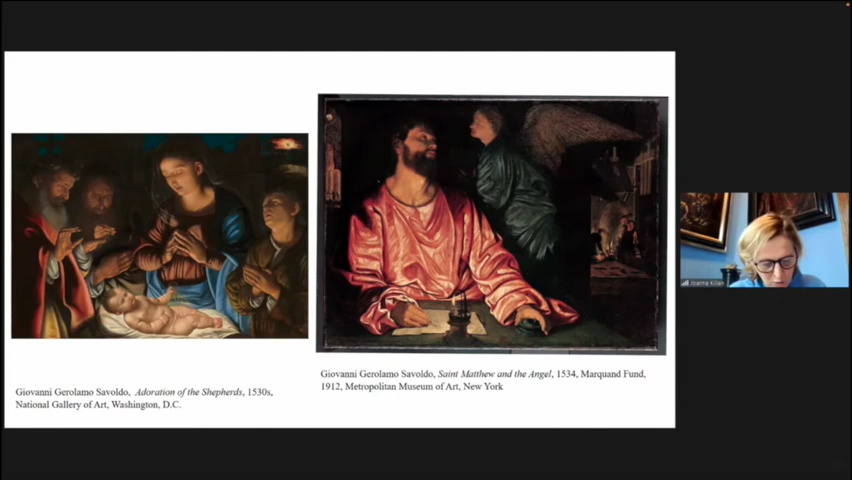 Giovanni Gerolamo Savoldo, Adoration of the Shepherds, 1530s,
National Gallery of Art, Washington, D.C.
Giovanni Gerolamo Savoldo, Saint Matthew and the Angel, 1534, Marquand Fund,
1912, Metropolitan Museum of Art, New York
Joanna Kilian